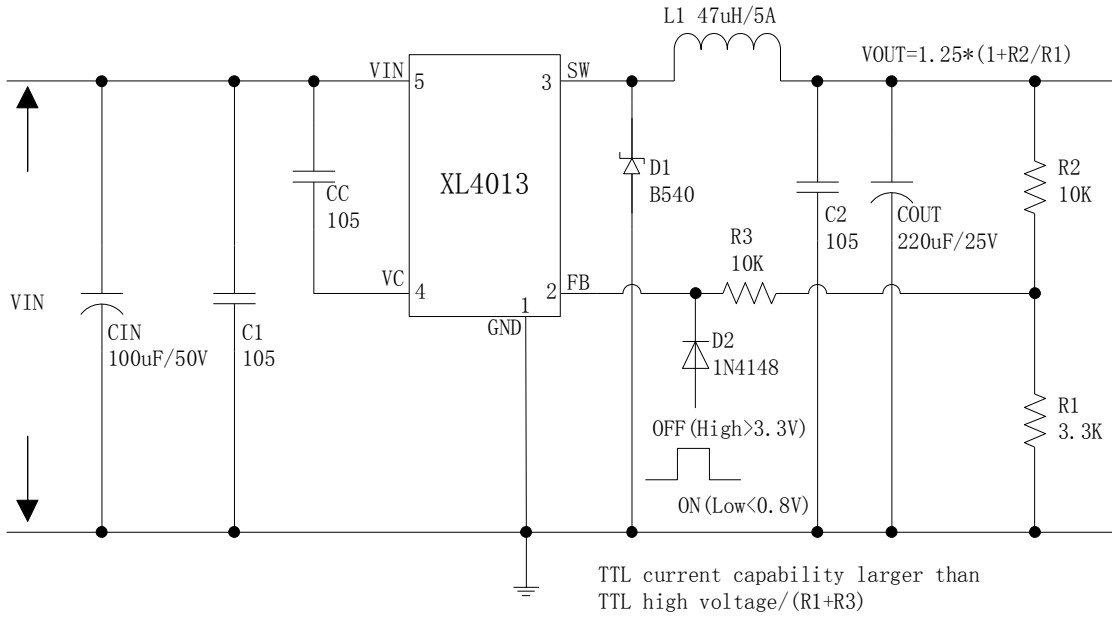 L1 47uH/5A
VOUT=1.25*(1+R2/R1)
VIN
5
3
SW
XL4013
CC
105
D1
B540
C2
105
COUT
220uF/25V
R2
10K
R3
10K
VC
4
2
FB
1
GND
VIN
CIN
100uF/50V
C1
105
D2
1N4148
R1
3.3K
OFF(High>3.3V)
ON(Low<0.8V)
TTL current capability larger than
TTL high voltage/(R1+R3)